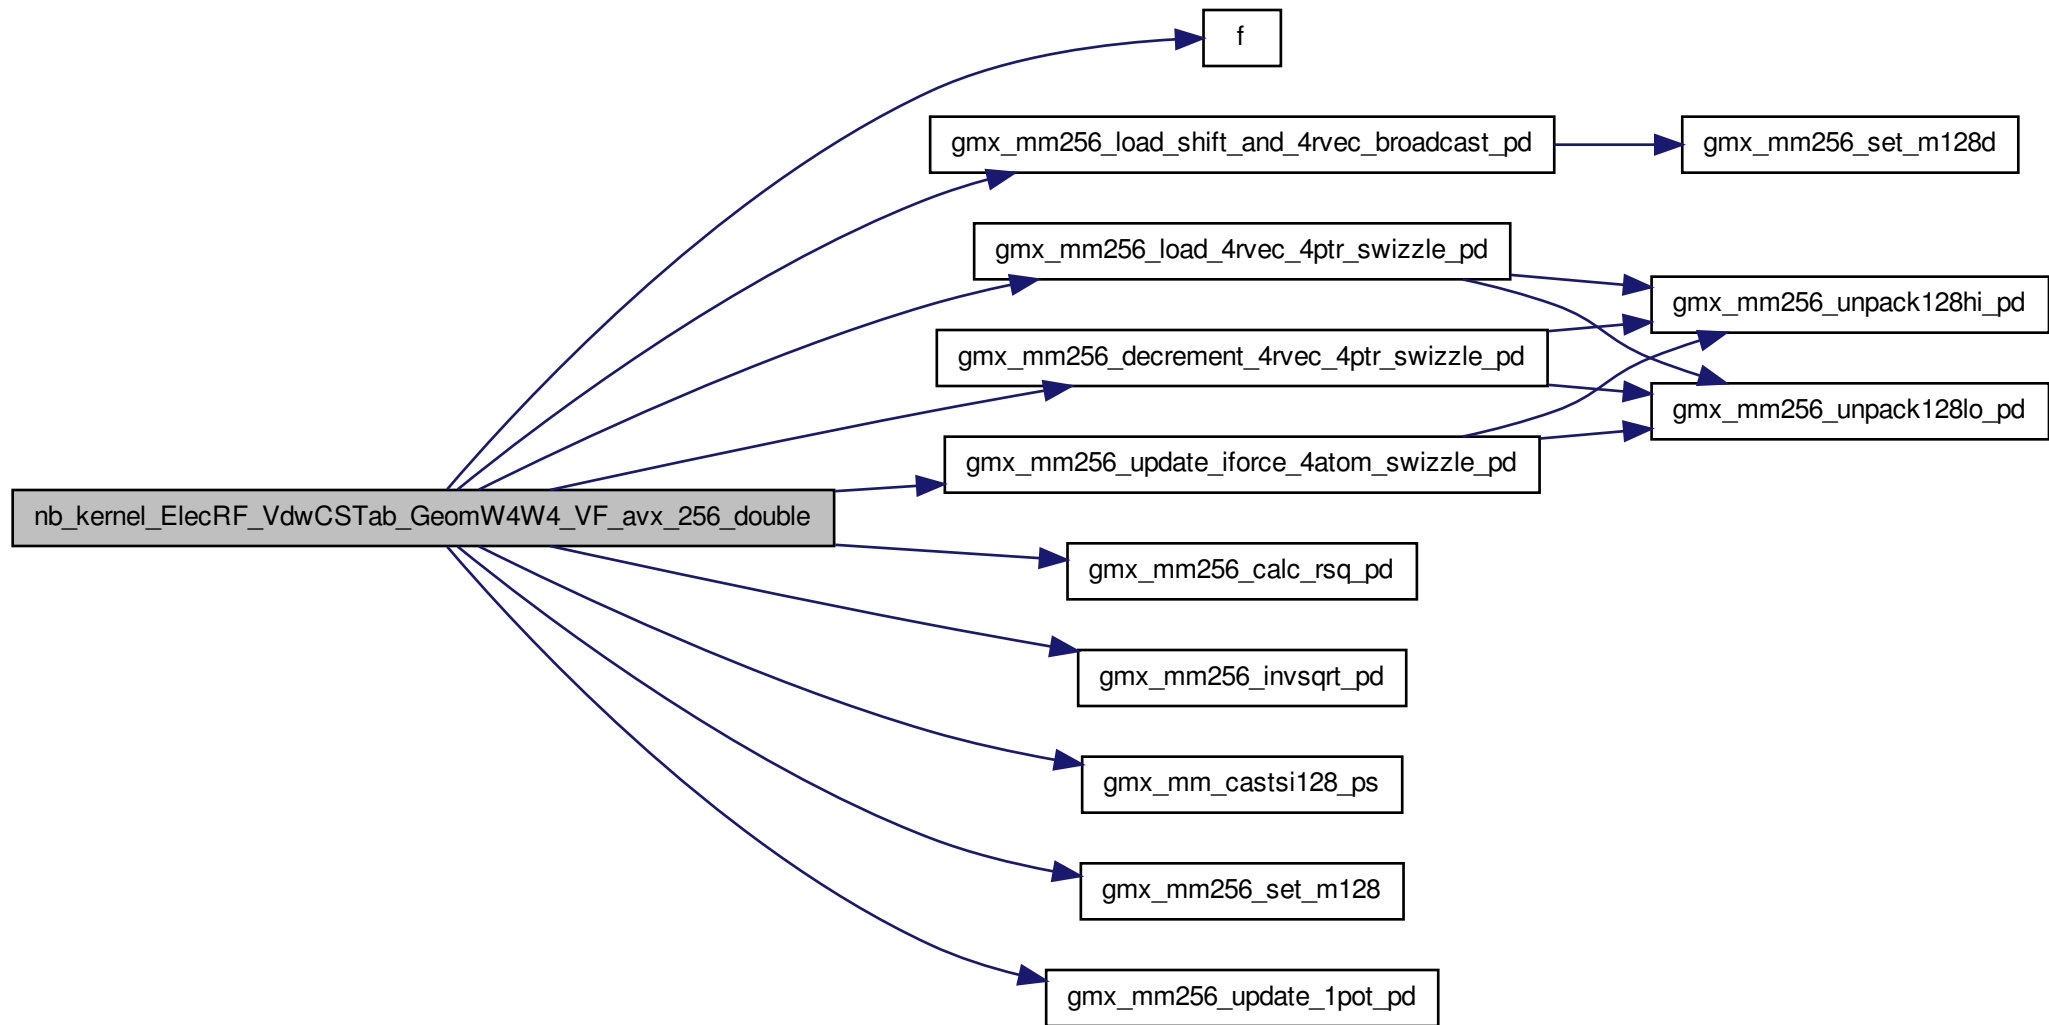 f
gmx_mm256_load_shift_and_4rvec_broadcast_pd
gmx_mm256_set_m128d
gmx_mm256_load_4rvec_4ptr_swizzle_pd
gmx_mm256_unpack128hi_pd
gmx_mm256_decrement_4rvec_4ptr_swizzle_pd
gmx_mm256_unpack128lo_pd
gmx_mm256_update_iforce_4atom_swizzle_pd
nb_kernel_ElecRF_VdwCSTab_GeomW4W4_VF_avx_256_double
gmx_mm256_calc_rsq_pd
gmx_mm256_invsqrt_pd
gmx_mm_castsi128_ps
gmx_mm256_set_m128
gmx_mm256_update_1pot_pd